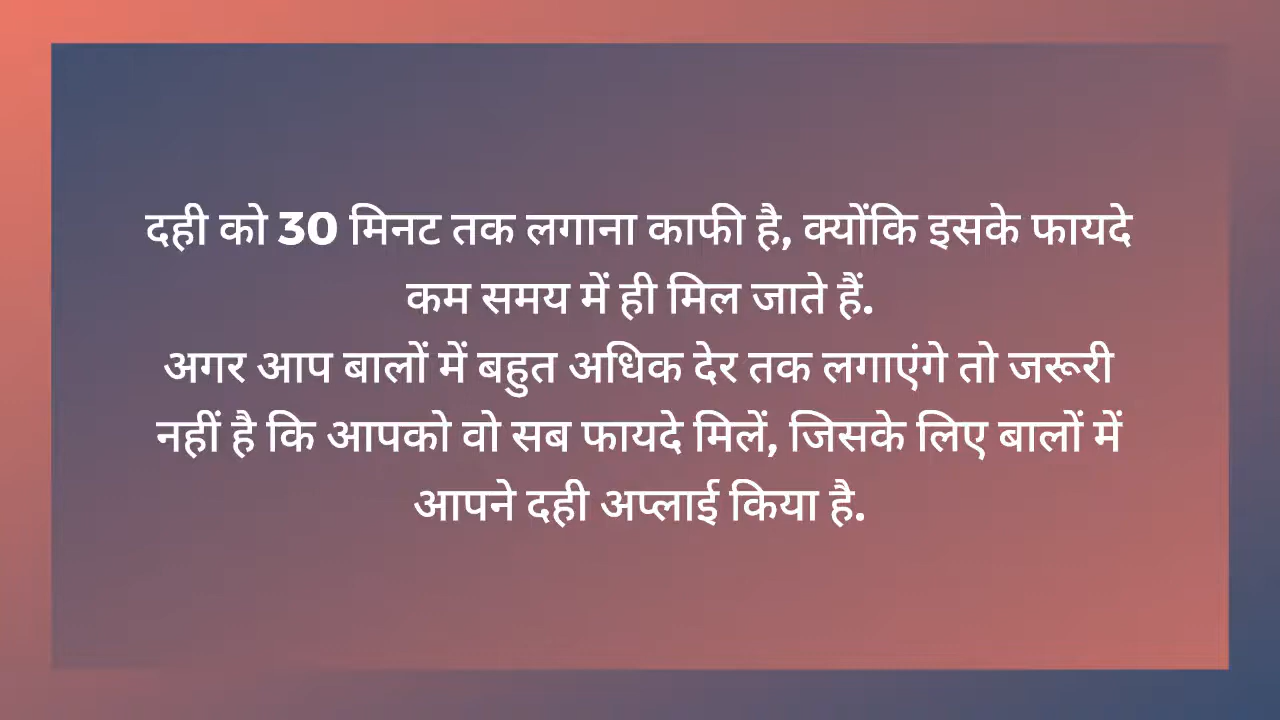 दही को 30 मिनट तक लगाना काफी है, क्योंकि इसके फायदे
कम समय में ही मिल जाते हैं.
अगर आप बालों में बहुत अधिक देर तक लगाएंगे तो जरूरी
नहीं है कि आपको वो सब फायदे मिलें, जिसके लिए बालों में
आपने दही अप्लाई किया है.